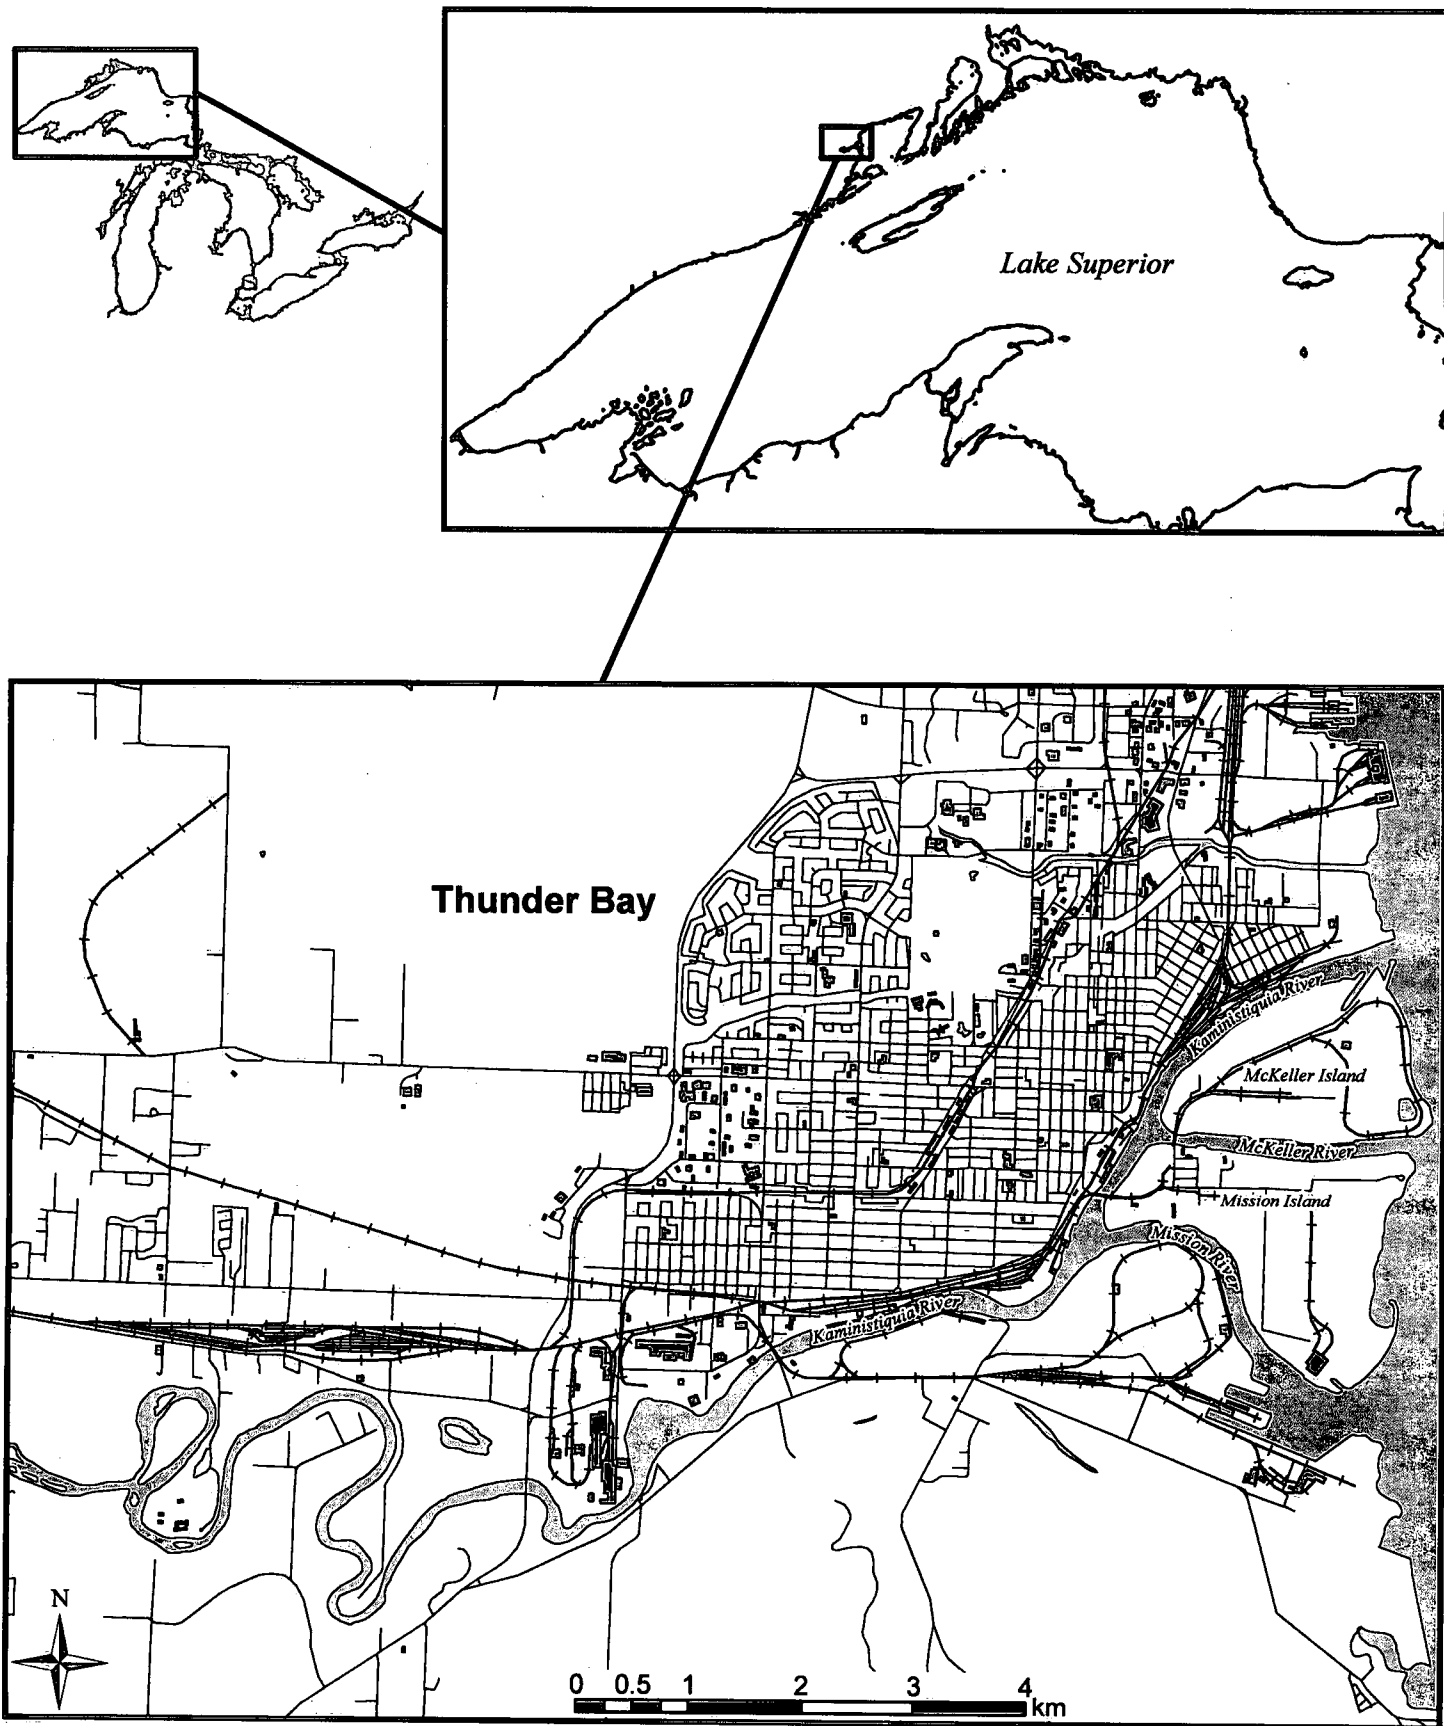 Lake Superior
Thunder Bay
Kaministiquia River
McKeller Island
McKeller River
Mission Island
Mission River
Kaministiquia River
N
0 0.5 1 2 3 4
km